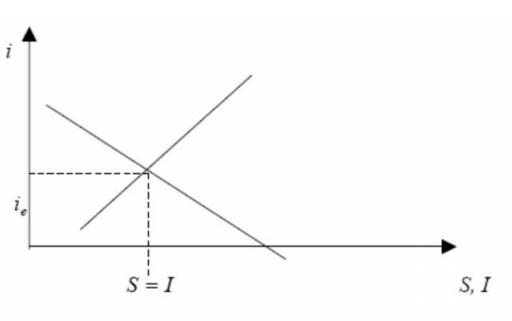 i
i_e
S = I
S, I